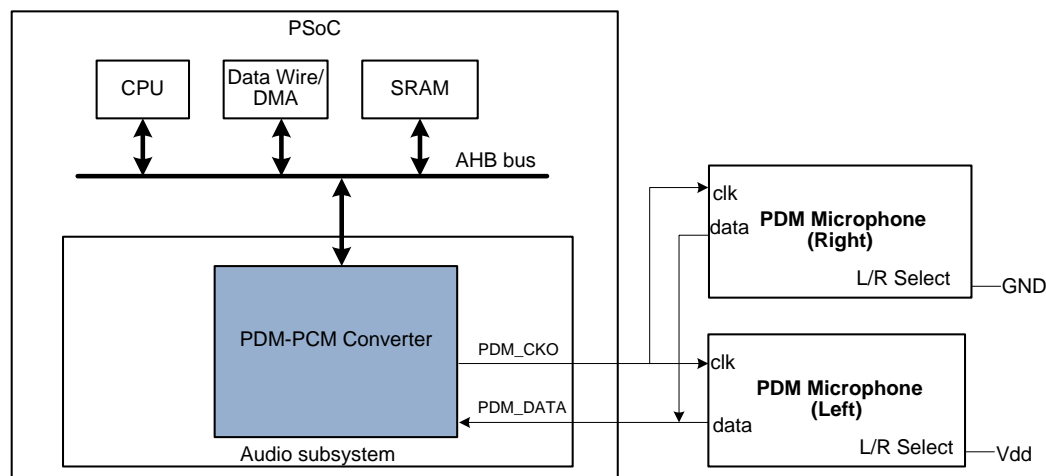 PSoC
CPU
Data Wire/
DMA
SRAM
AHB bus
clk
data
PDM Microphone
(Right)
L/R Select
GND
PDM-PCM Converter
PDM_CKO
PDM_DATA
clk
PDM Microphone
(Left)
data
L/R Select
Vdd
Audio subsystem